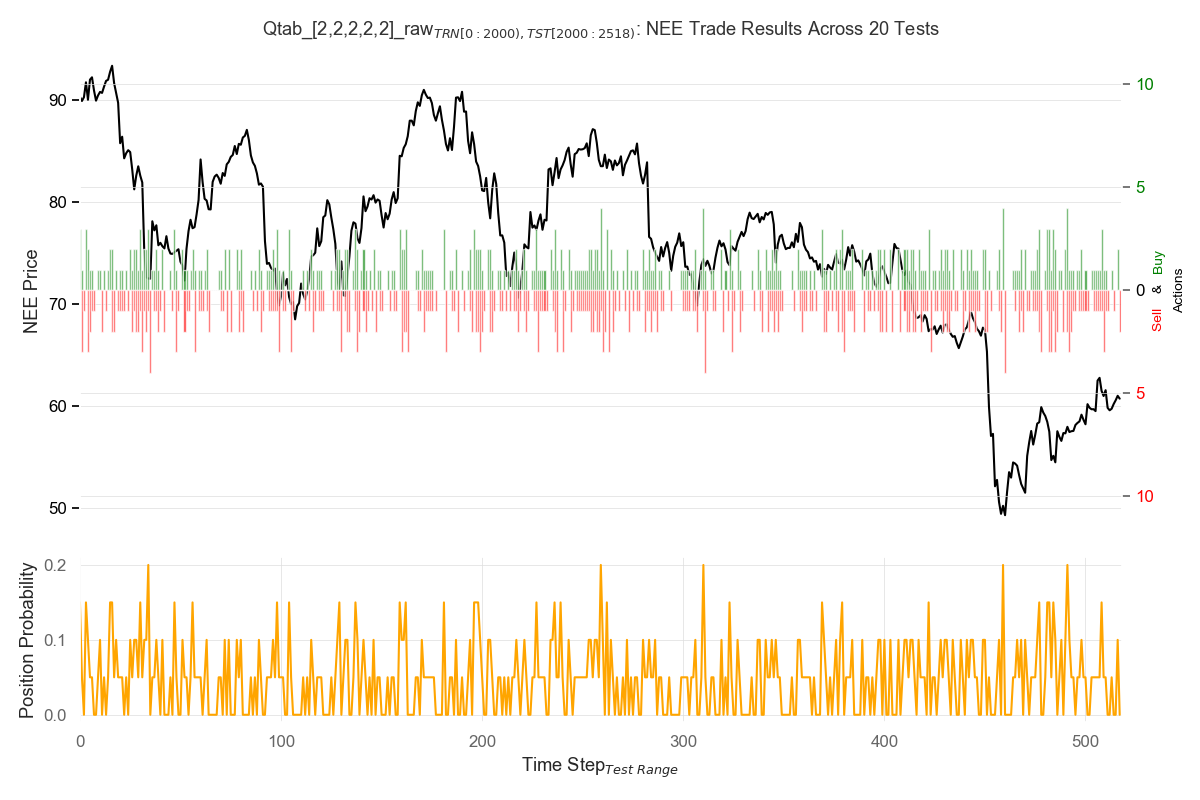 Qtab_[2,2,2,2,2]_raw_TRN[0:2000),TST[2000:2518): NEE Trade Results Across 20 Tests
NEE Price
90
80
70
60
50
10
5
0
5
10
Sell & Buy
Actions
Position Probability
0.2
0.1
0.0
0 100 200 300 400 500
Time Step Test Range